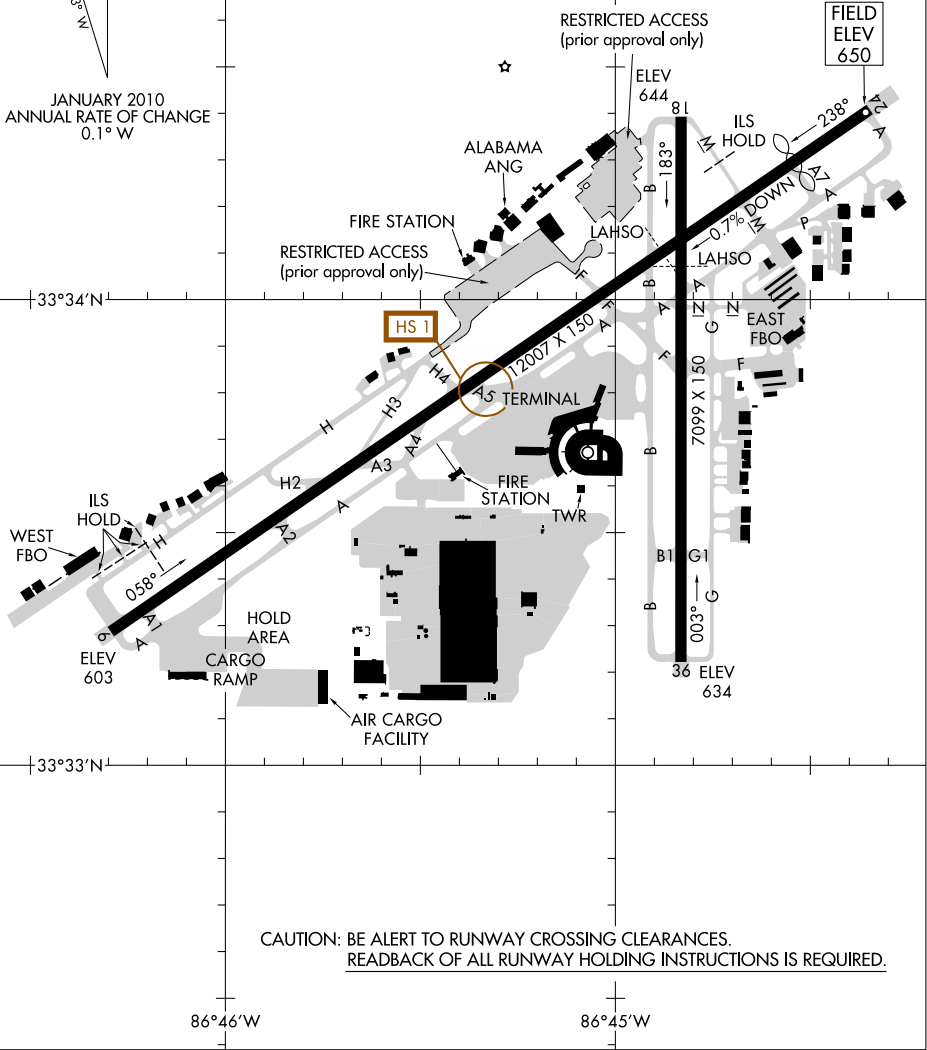 3° W
JANUARY 2010
ANNUAL RATE OF CHANGE
0.1° W
RESTRICTED ACCESS
(prior approval only)
FIELD
ELEV
650
ELEV
644
18
ILS
HOLD
238°
24
A
M
183°
B
ALABAMA
ANG
A7
A
DOWN
0.7%
M
P
FIRE STATION
LAHSO
RESTRICTED ACCESS
(prior approval only)
LAHSO
33°34'N
F
B
A
F
A
A
N
N
G
EAST
FBO
HS 1
12007 X 150
F
F
H4
A5
TERMINAL
7099 X 150
H3
H
A4
A3
B
H2
FIRE
STATION
A
TWR
A2
ILS
HOLD
WEST
FBO
H
B1
G1
058°
B
003°
G
HOLD
AREA
A1
6
A
ELEV
603
CARGO
RAMP
36
ELEV
634
AIR CARGO
FACILITY
33°33'N
CAUTION: BE ALERT TO RUNWAY CROSSING CLEARANCES.
READBACK OF ALL RUNWAY HOLDING INSTRUCTIONS IS REQUIRED.
86°46'W
86°45'W